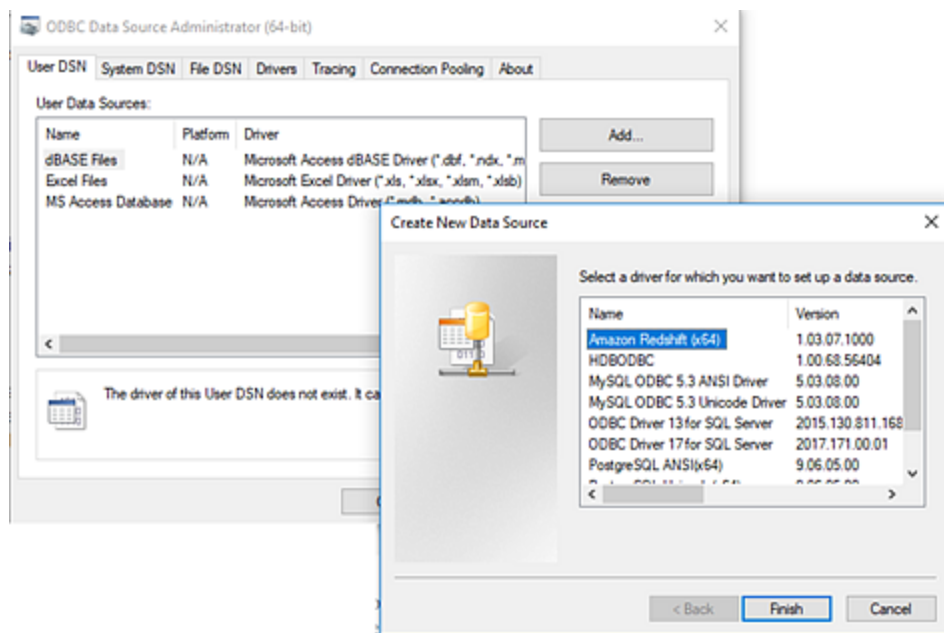 ODBC Data Source Administrator (64-bit)
User DSN System DSN File DSN Drivers Tracing Connection Pooling About
User Data Sources:
Name Platform Driver
dBASE Files N/A Microsoft Access dBASE Driver (*.dbf, *.ndx, *.m
Excel Files N/A Microsoft Excel Driver (*.xls, *.xlsx, *.xlsm, *.xlsb)
MS Access Database N/A Microsoft Access Driver (*.mdb, *.accdb)
Add...
Remove
The driver of this User DSN does not exist. It ca
Create New Data Source
Select a driver for which you want to set up a data source.
Name Version
Amazon Redshift (x64) 1.03.07.1000
HDBODBC 1.00.68.56404
MySQL ODBC 5.3 ANSI Driver 5.03.08.00
MySQL ODBC 5.3 Unicode Driver 5.03.08.00
ODBC Driver 13 for SQL Server 2015.130.811.168
ODBC Driver 17 for SQL Server 2017.171.00.01
PostgreSQL ANSI(x64) 9.06.05.00
< Back Finish Cancel